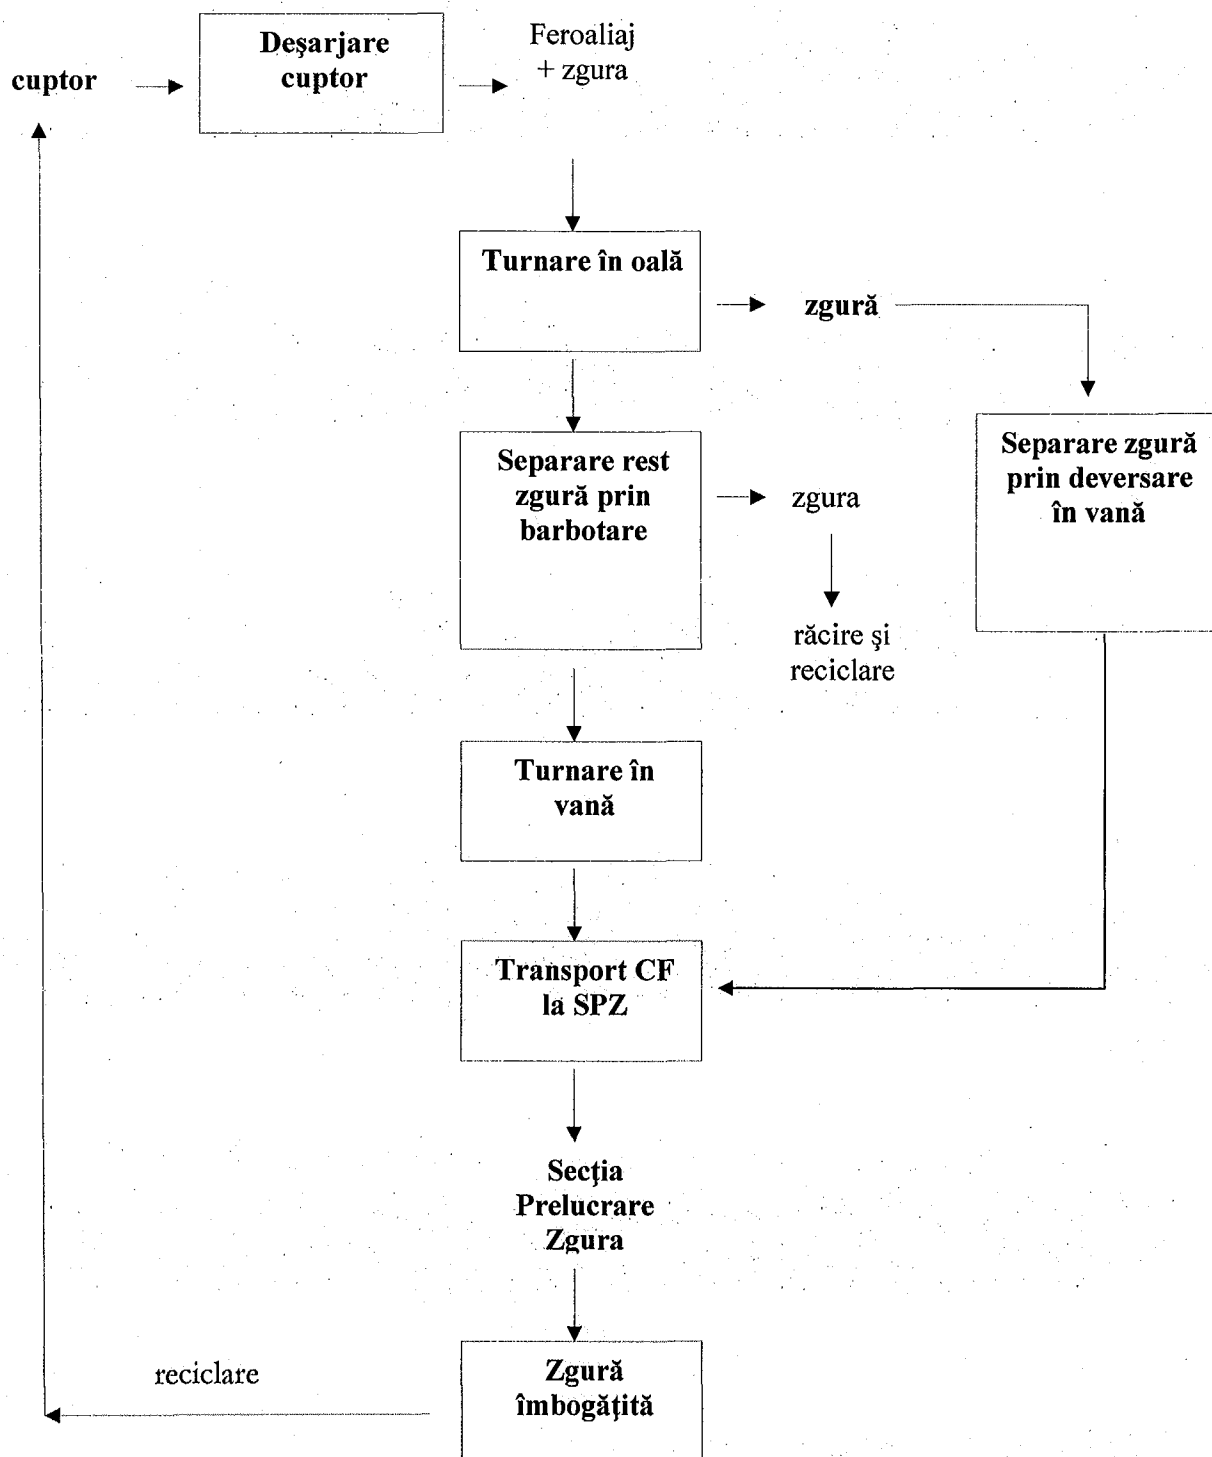 cuptor
Deşarjare
cuptor
Feroaliaj
+ zgura
Turnare în oală
zgură
Separare rest
zgură prin
barbotare
zgura
răcire şi
reciclare
Separare zgură
prin deversare
în vană
Turnare în
vană
Transport CF
la SPZ
Secţia
Prelucrare
Zgura
reciclare
Zgură
îmbogăţită